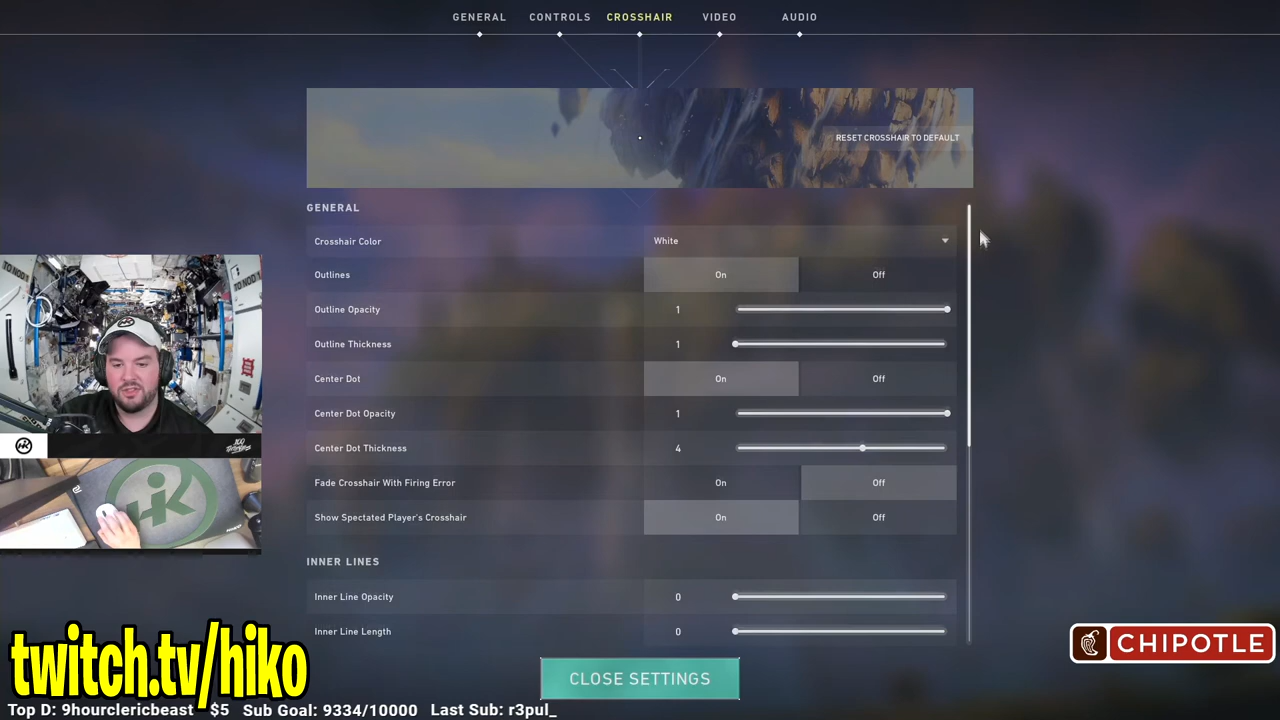 GENERAL CONTROLS CROSSHAIR VIDEO AUDIO
RESET CROSSHAIR TO DEFAULT
GENERAL
Crosshair Color White
Outlines On Off
Outline Opacity 1
Outline Thickness 1
Center Dot On Off
Center Dot Opacity 1
Center Dot Thickness 4
Fade Crosshair With Firing Error On Off
Show Spectated Player's Crosshair On Off
INNER LINES
Inner Line Opacity 0
Inner Line Length 0
CLOSE SETTINGS
twitch.tv/hiko
CHIPOTLE
Top D: 9hourclericbeast $5 Sub Goal: 9334/10000 Last Sub: r3pul_